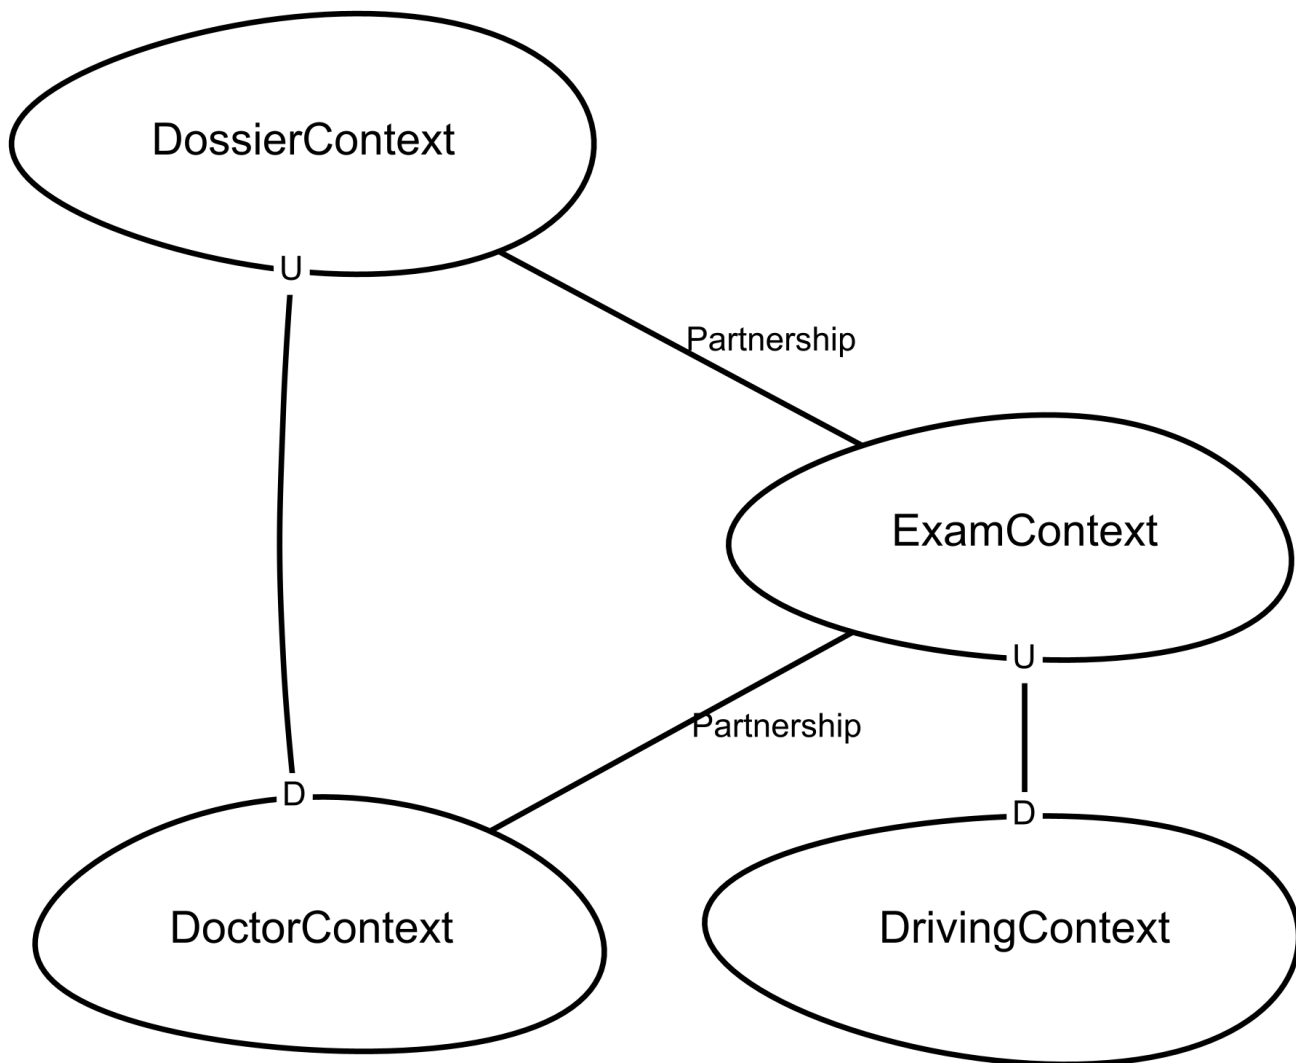 DossierContext
U
Partnership
ExamContext
U
Partnership
D
D
DoctorContext
DrivingContext